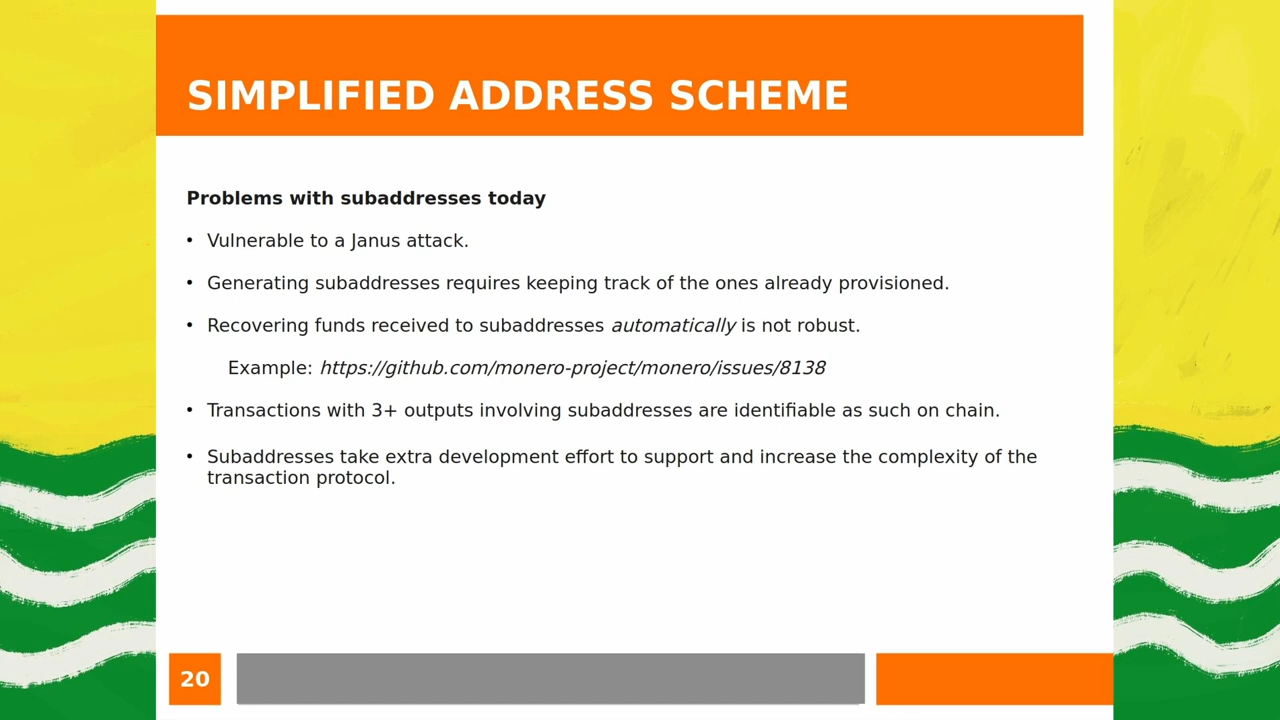 SIMPLIFIED ADDRESS SCHEME
Problems with subaddresses today
• Vulnerable to a Janus attack.
• Generating subaddresses requires keeping track of the ones already provisioned.
• Recovering funds received to subaddresses automatically is not robust.
Example: https://github.com/monero-project/monero/issues/8138
• Transactions with 3+ outputs involving subaddresses are identifiable as such on chain.
• Subaddresses take extra development effort to support and increase the complexity of the
transaction protocol.
20